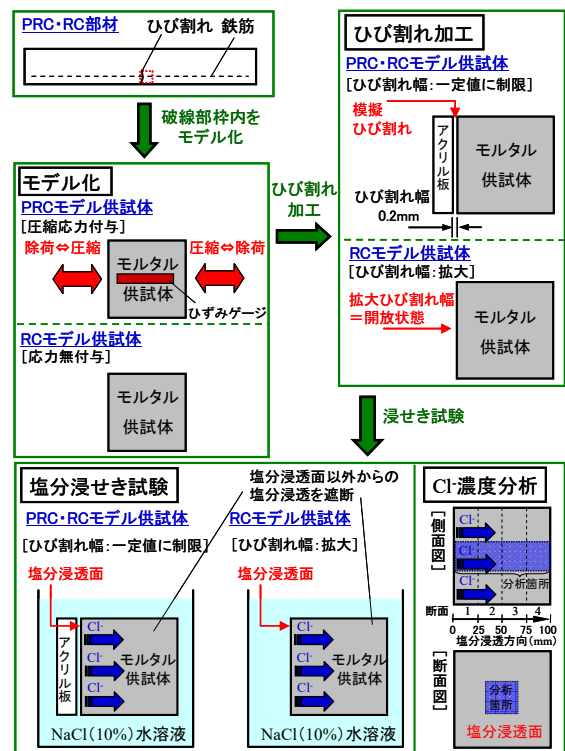 PRC・RC部材
ひび割れ 鉄筋
破線部枠内を
モデル化
モデル化
PRCモデル供試体
[圧縮応力付与]
除荷⇔圧縮
圧縮⇔除荷
モルタル
供試体
ひずみゲージ
RCモデル供試体
[応力無付与]
モルタル
供試体
ひび割れ
加工
ひび割れ加工
PRC・RCモデル供試体
[ひび割れ幅：一定値に制限]
模擬
ひび割れ
アクリル板
モルタル
供試体
ひび割れ幅
0.2mm
RCモデル供試体
[ひび割れ幅：拡大]
拡大ひび割れ幅
＝開放状態
モルタル
供試体
浸せき試験
塩分浸せき試験
塩分浸透面以外からの
塩分浸透を遮断
PRC・RCモデル供試体
[ひび割れ幅：一定値に制限]
塩分浸透面
アクリル板
Cl-
Cl-
Cl-
モルタル
供試体
NaCl（10%）水溶液
RCモデル供試体
[ひび割れ幅：拡大]
塩分浸透面
Cl-
Cl-
Cl-
モルタル
供試体
NaCl（10%）水溶液
Cl-濃度分析
[側面図]
Cl-
Cl-
Cl-
分析箇所
断面 1 2 3 4
0 25 50 75 100
塩分浸透方向(mm)
[断面図]
分析
箇所
塩分浸透面